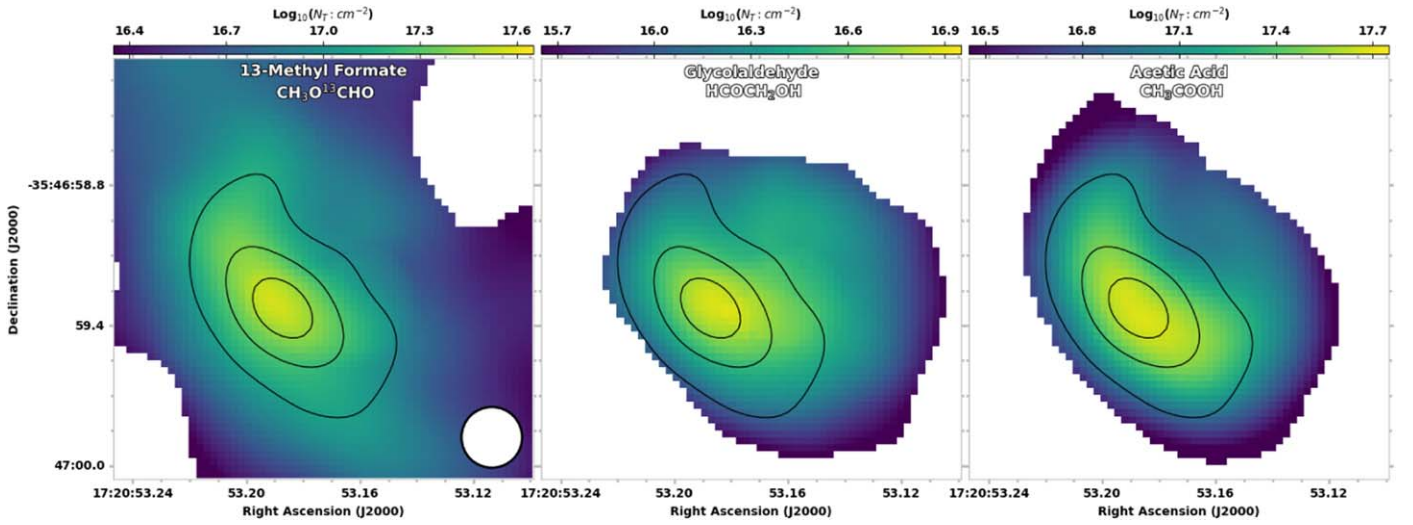 Log₁₀(N_T : cm⁻²) Log₁₀(N_T : cm⁻²) Log₁₀(N_T : cm⁻²)
16.4 16.7 17.0 17.3 17.6 15.7 16.0 16.3 16.6 16.9 16.5 16.8 17.1 17.4 17.7
13-Methyl Formate Glycolaldehyde Acetic Acid
CH₃O¹³CHO HCOCH₂OH CH₃COOH
-35:46:58.8
Declination (J2000)
59.4
47:00.0
17:20:53.24 53.20 53.16 53.12 17:20:53.24 53.20 53.16 53.12 17:20:53.24 53.20 53.16 53.12
Right Ascension (J2000) Right Ascension (J2000) Right Ascension (J2000)